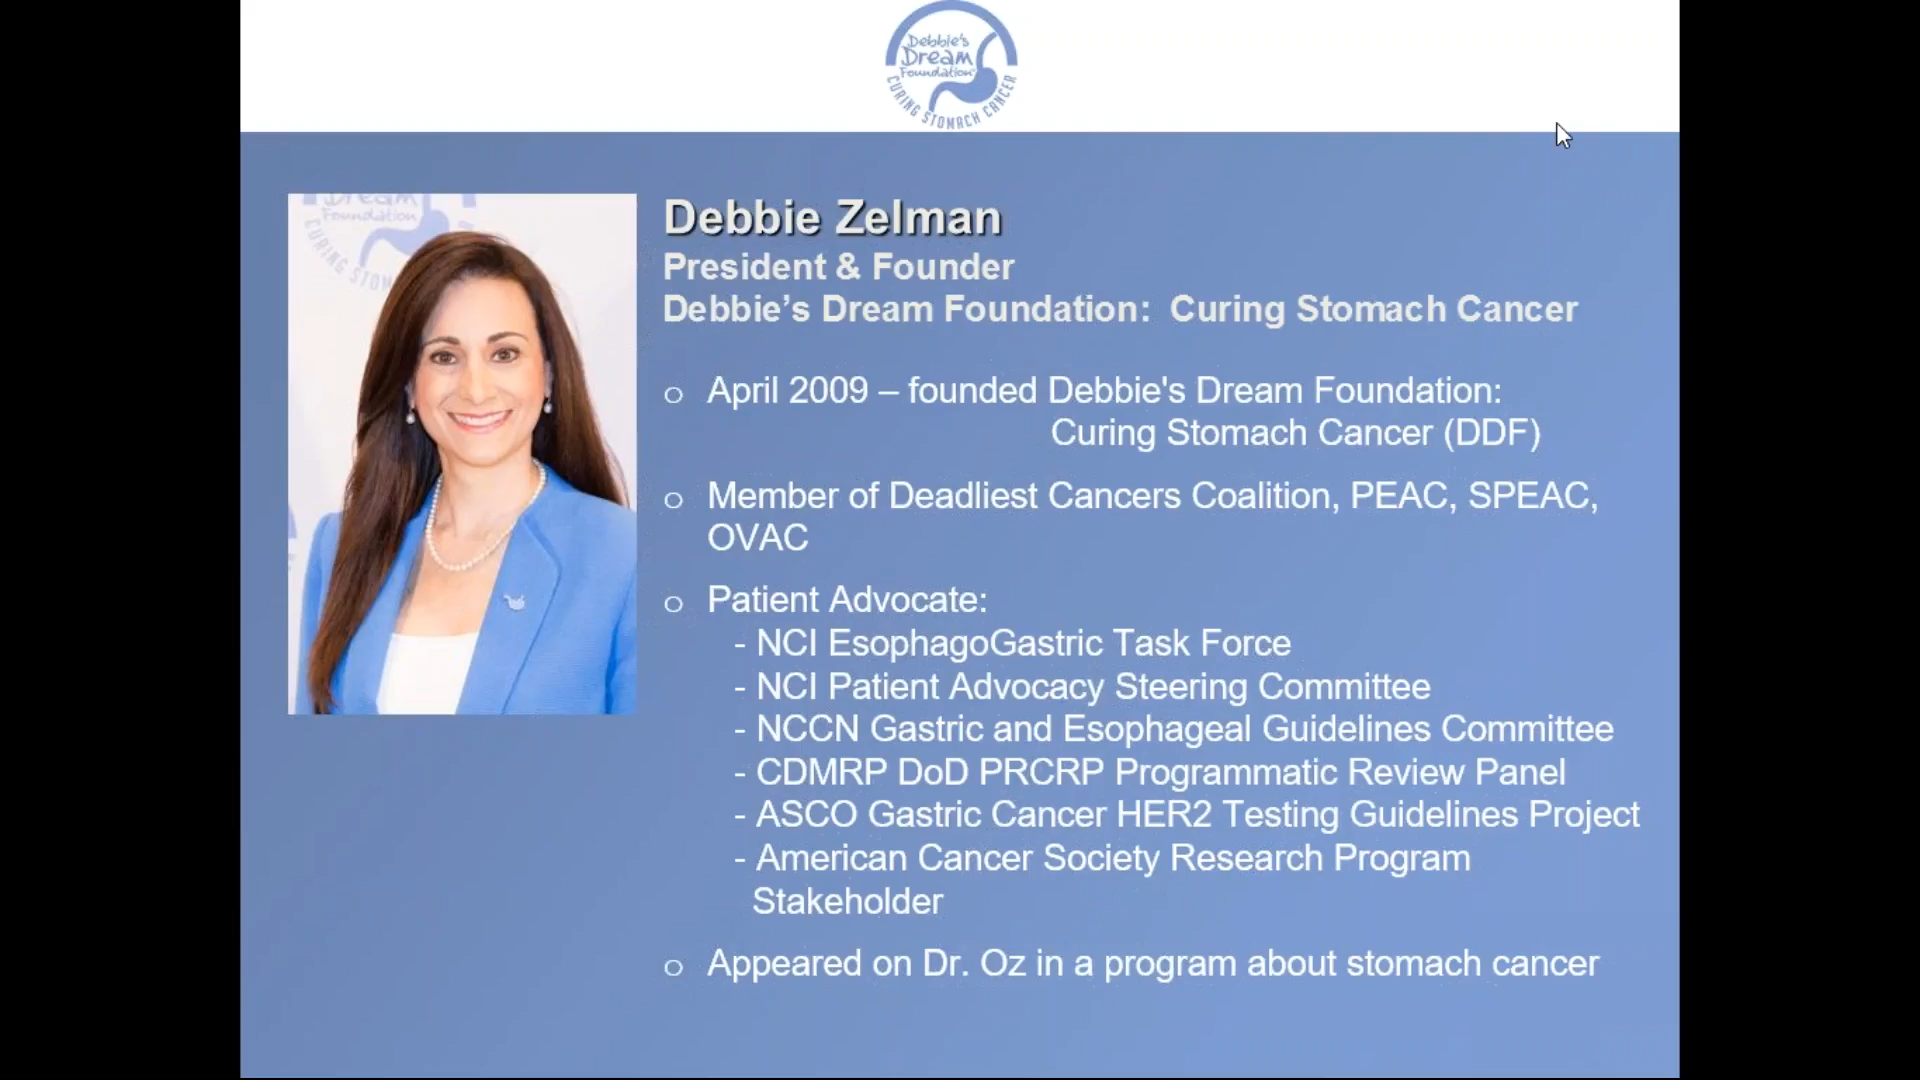 Debbie's
Dream
Foundation
CURING STOMACH CANCER
Dream
Foundation
CURING STOM
Debbie Zelman
President & Founder
Debbie’s Dream Foundation: Curing Stomach Cancer
o April 2009 – founded Debbie's Dream Foundation:
Curing Stomach Cancer (DDF)
o Member of Deadliest Cancers Coalition, PEAC, SPEAC,
OVAC
o Patient Advocate:
- NCI EsophagoGastric Task Force
- NCI Patient Advocacy Steering Committee
- NCCN Gastric and Esophageal Guidelines Committee
- CDMRP DoD PRCRP Programmatic Review Panel
- ASCO Gastric Cancer HER2 Testing Guidelines Project
- American Cancer Society Research Program
Stakeholder
o Appeared on Dr. Oz in a program about stomach cancer